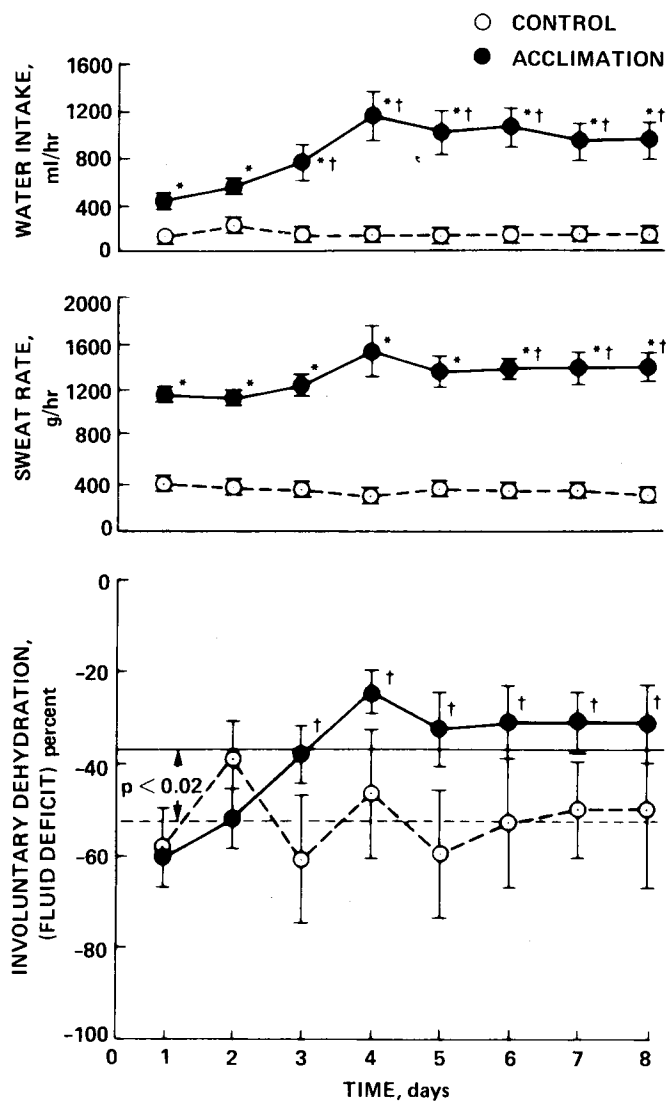 CONTROL
ACCLIMATION
WATER INTAKE,
ml/hr
1600
1200
800
400
0
* * * † * † * † * † * † * †
SWEAT RATE,
g/hr
2000
1600
1200
800
400
0
* * * * * * † * † * †
INVOLUNTARY DEHYDRATION,
(FLUID DEFICIT) percent
0
-20
-40
-60
-80
-100
p < 0.02
† † † † † †
0 1 2 3 4 5 6 7 8
TIME, days